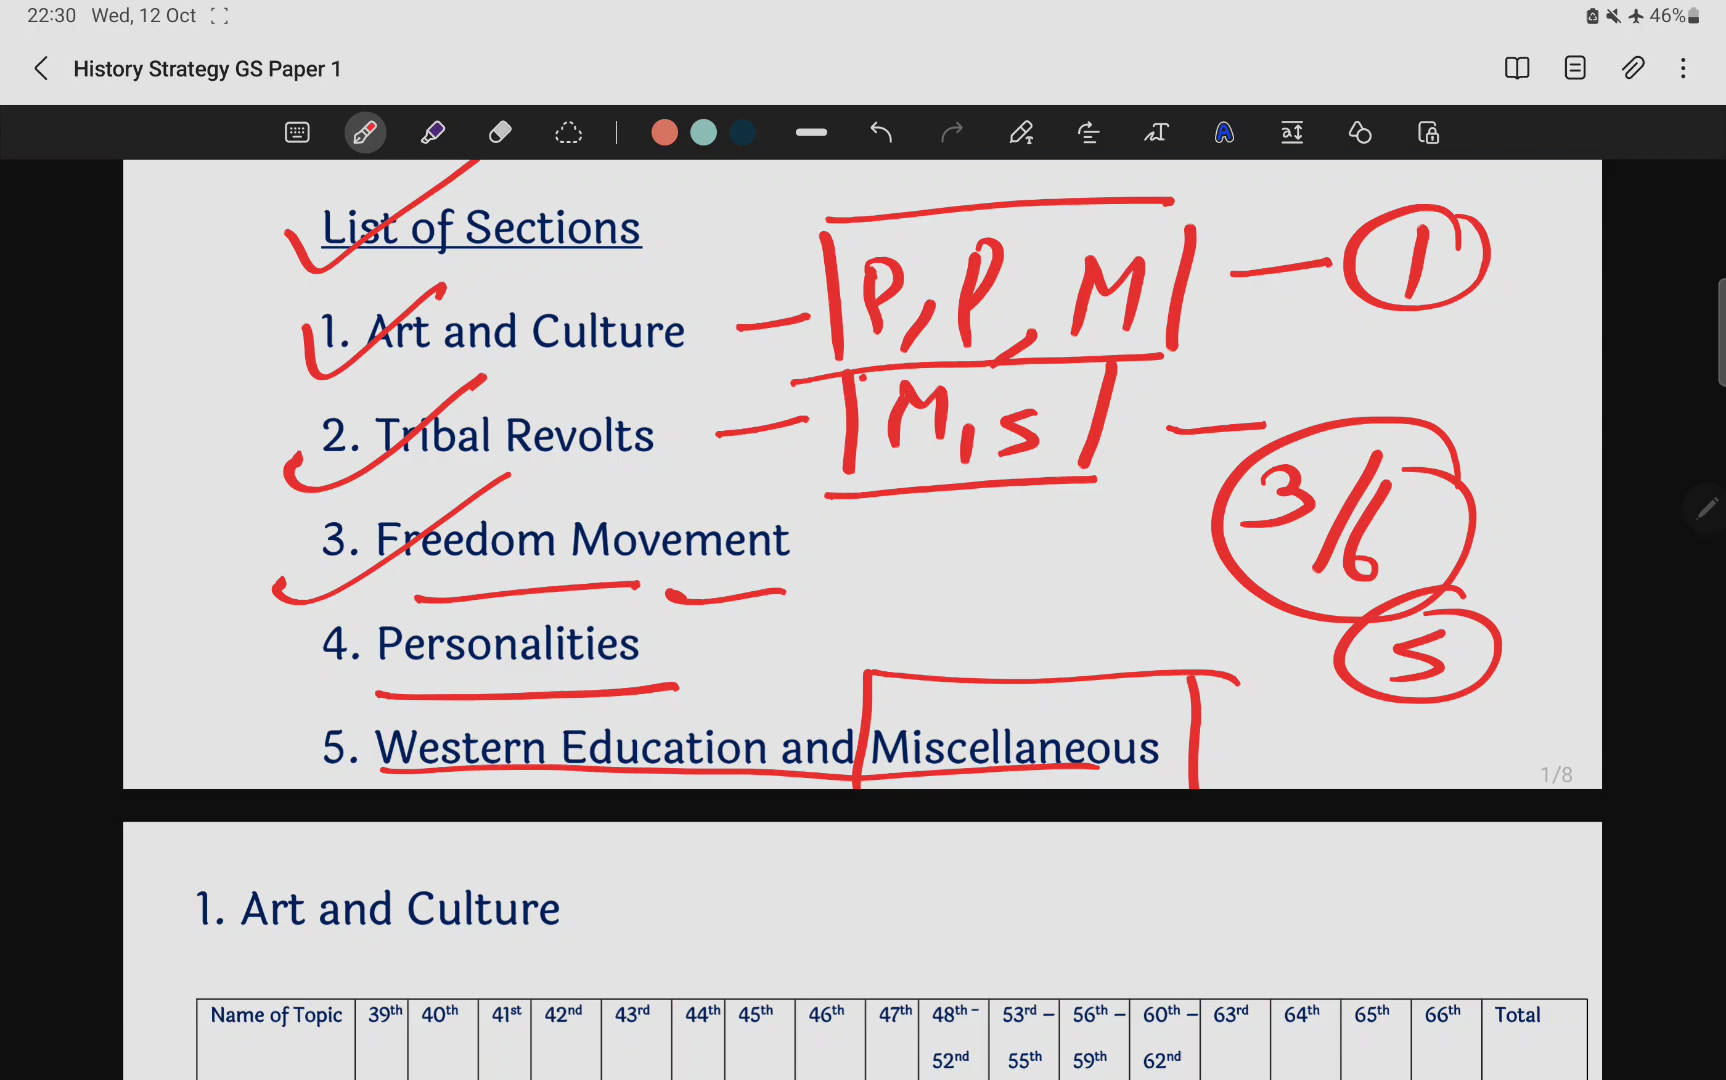 22:30 Wed, 12 Oct 46%
History Strategy GS Paper 1
List of Sections
P, P, M 1
1. Art and Culture
M, S
2. Tribal Revolts
3/6
3. Freedom Movement
4. Personalities
5
5. Western Education and Miscellaneous
1/8
1. Art and Culture
Name of Topic 39th 40th 41st 42nd 43rd 44th 45th 46th 47th 48th – 53rd – 56th – 60th – 63rd 64th 65th 66th Total
52nd 55th 59th 62nd